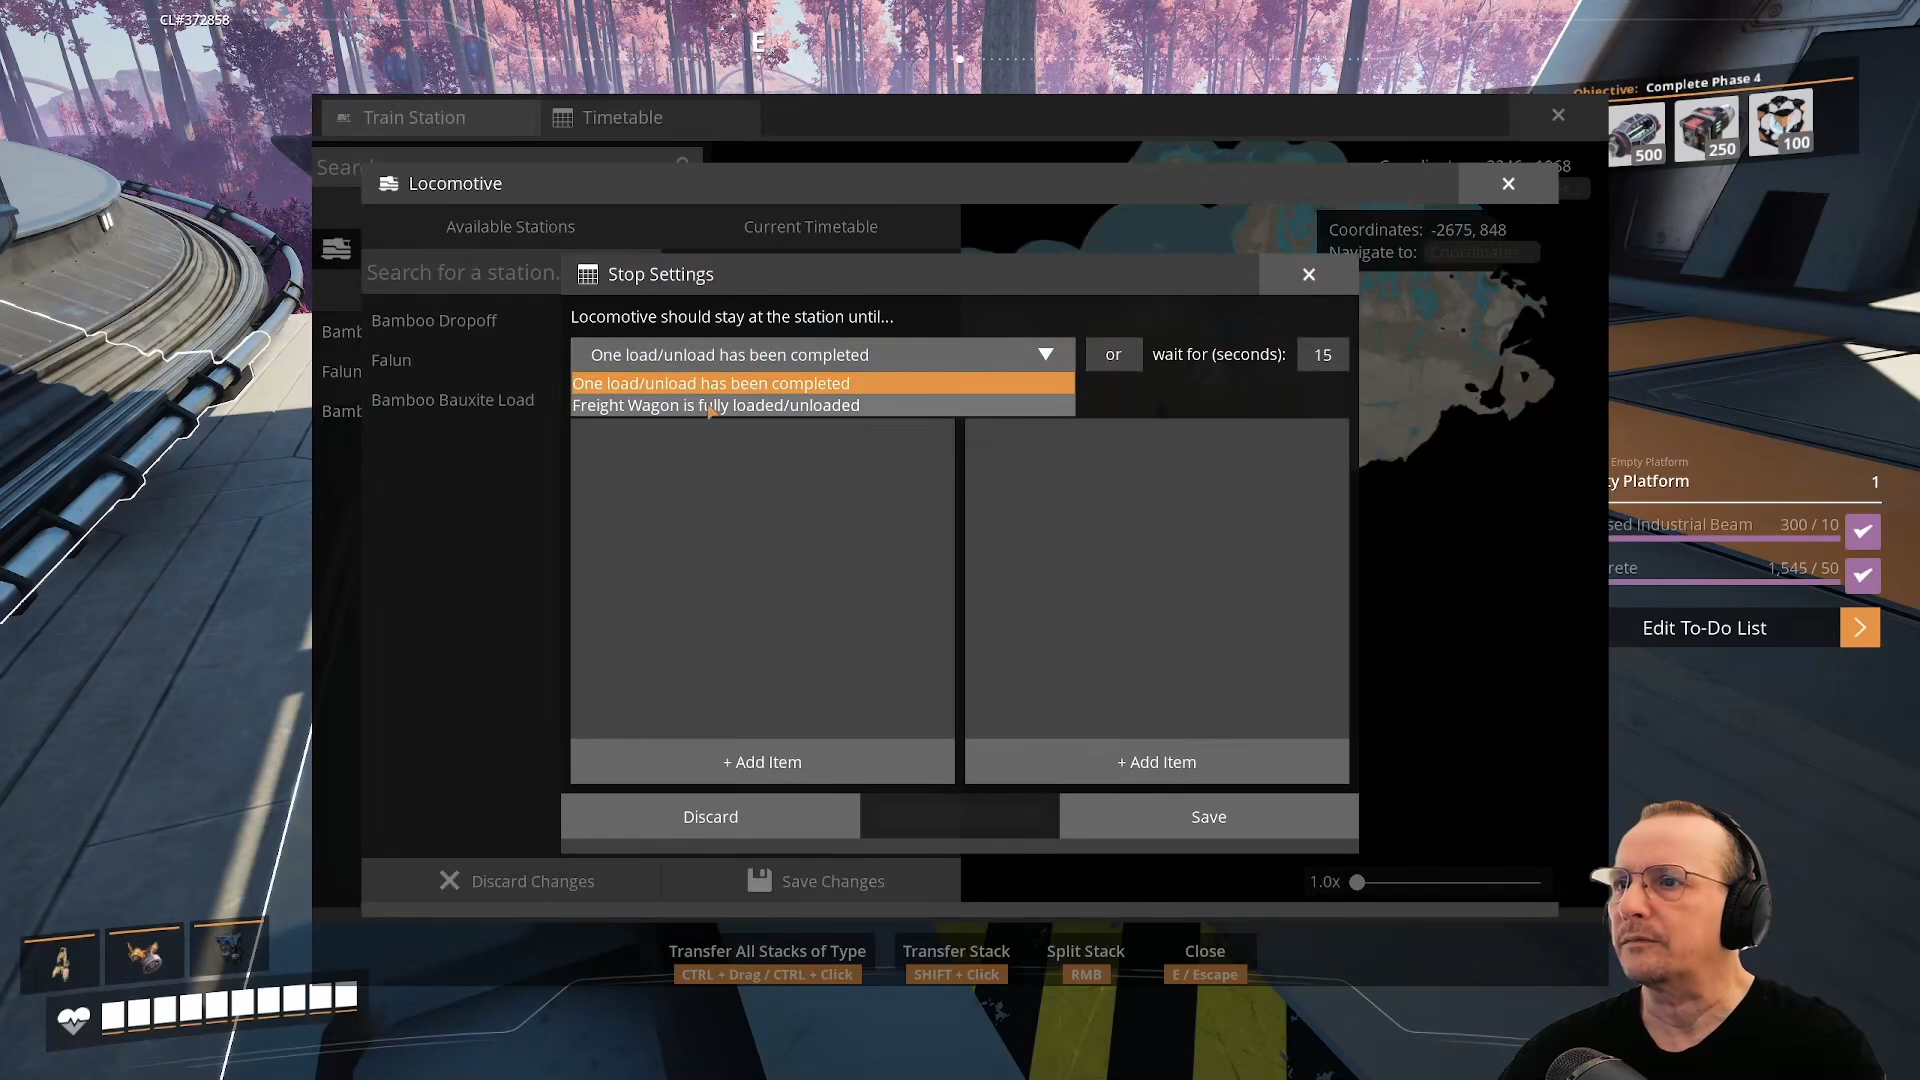 CL#372858
E
Objective: Complete Phase 4
500
250
100
Train Station
Timetable
Locomotive
Available Stations
Current Timetable
Coordinates: -2675, 848
Navigate to: Coordinates...
Search for a station.
Stop Settings
Locomotive should stay at the station until...
Bamboo Dropoff
Falun
Bamboo Bauxite Load
Bamb
Falun
Bamb
One load/unload has been completed
or
wait for (seconds):
15
One load/unload has been completed
Freight Wagon is fully loaded/unloaded
+ Add Item
+ Add Item
Discard
Save
Discard Changes
Save Changes
1.0x
Empty Platform
ty Platform
1
sed Industrial Beam
300 / 10
rete
1,545 / 50
Edit To-Do List
Transfer All Stacks of Type
CTRL + Drag / CTRL + Click
Transfer Stack
SHIFT + Click
Split Stack
RMB
Close
E / Escape